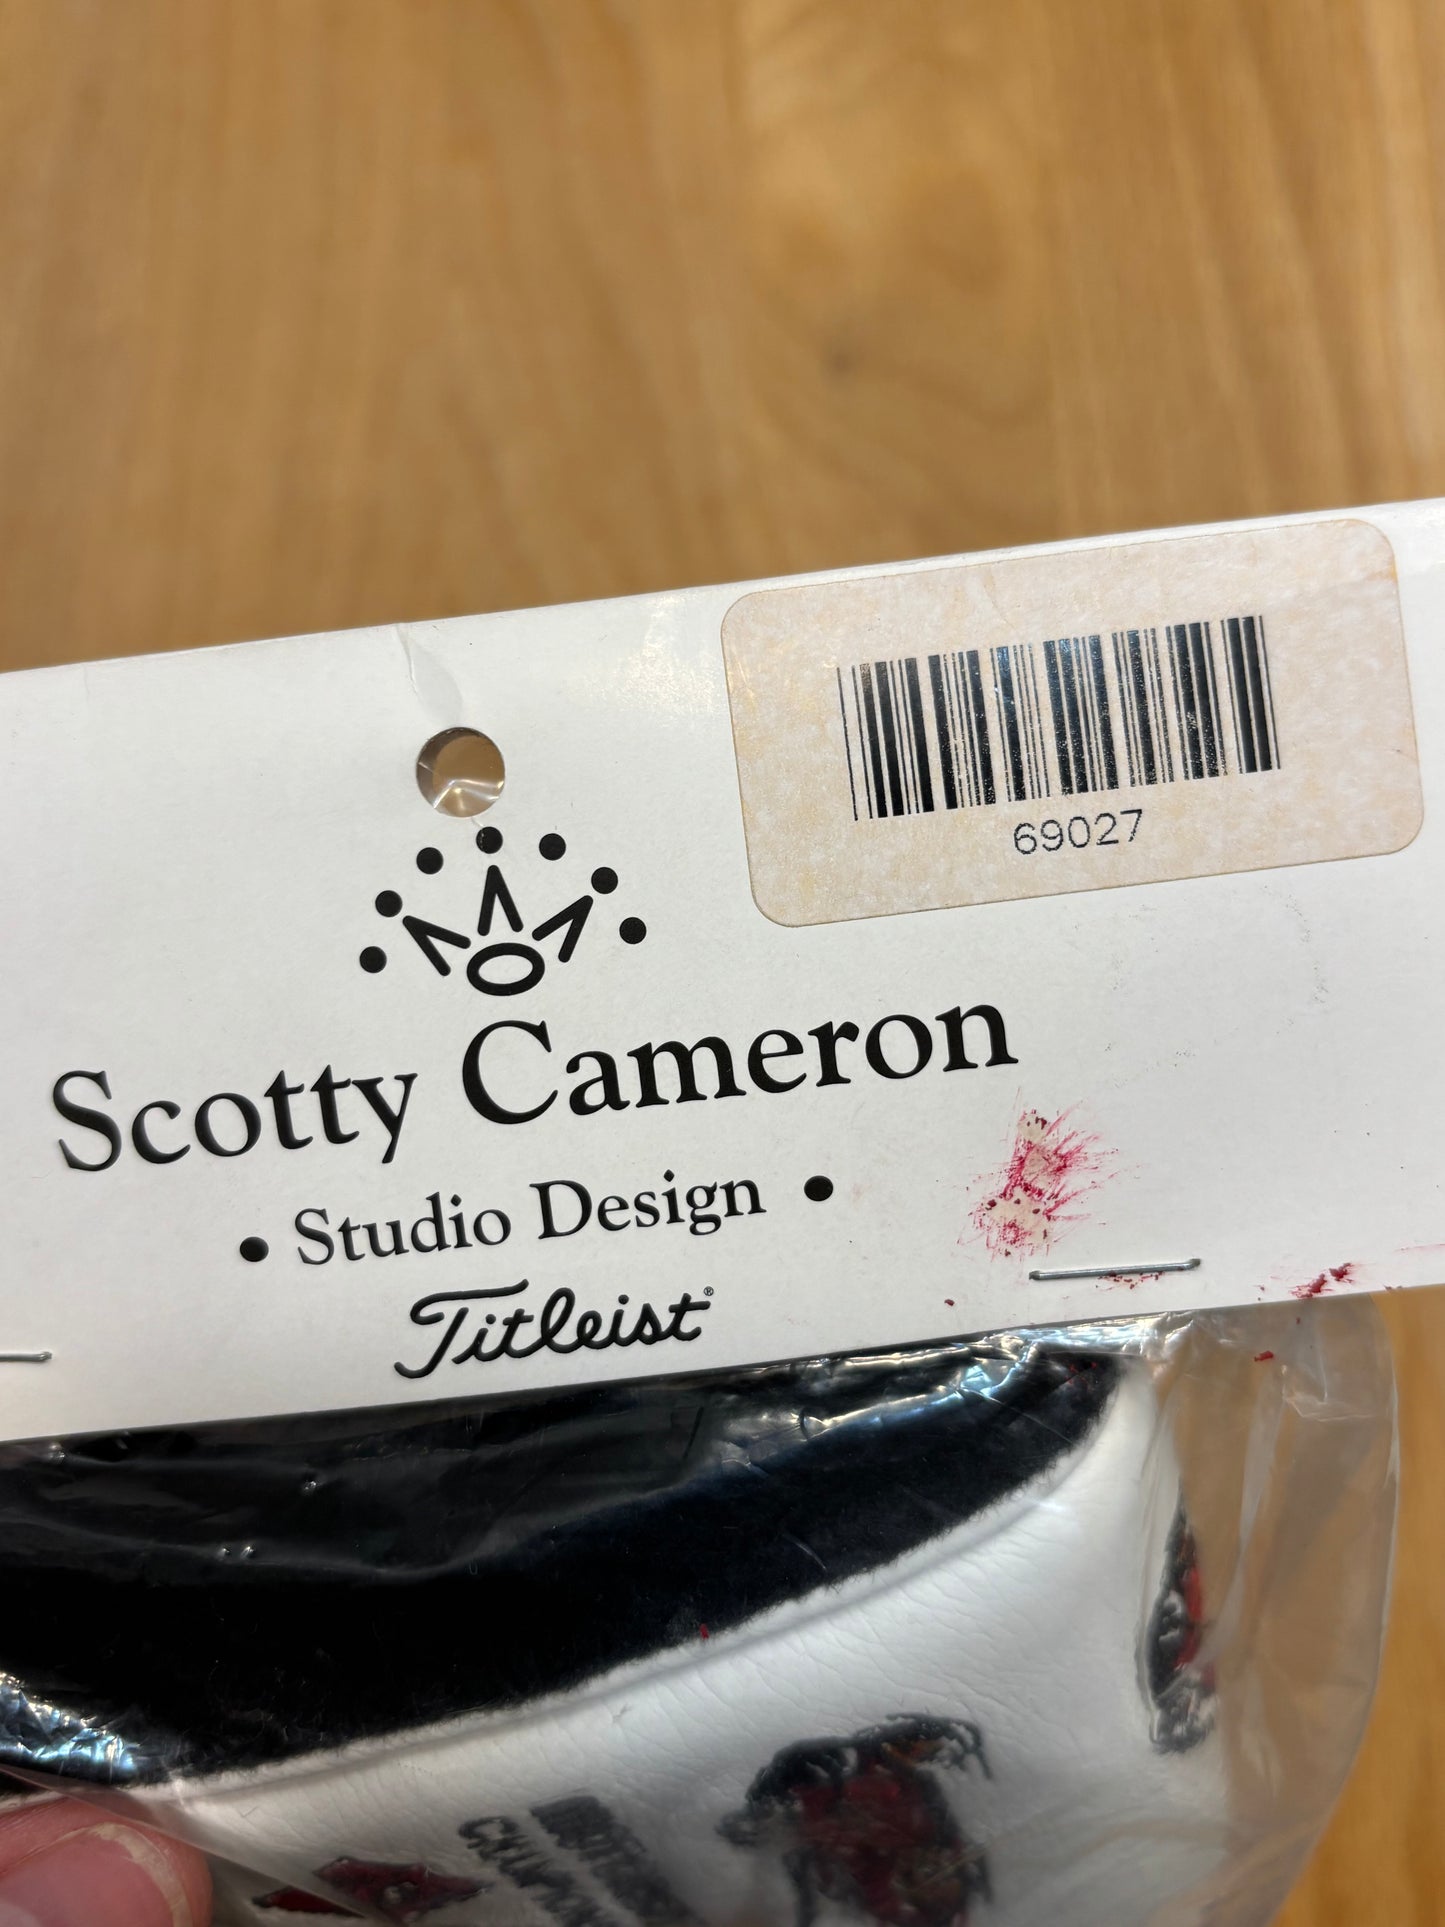 69027
Scotty Cameron
• Studio Design •
Titleist®